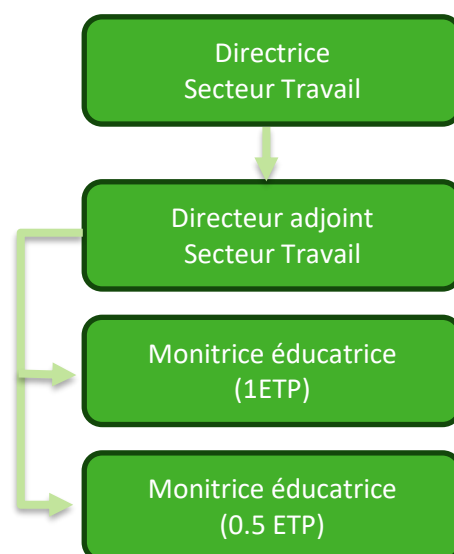 Directrice
Secteur Travail
Directeur adjoint
Secteur Travail
Monitrice éducatrice
(1ETP)
Monitrice éducatrice
(0.5 ETP)